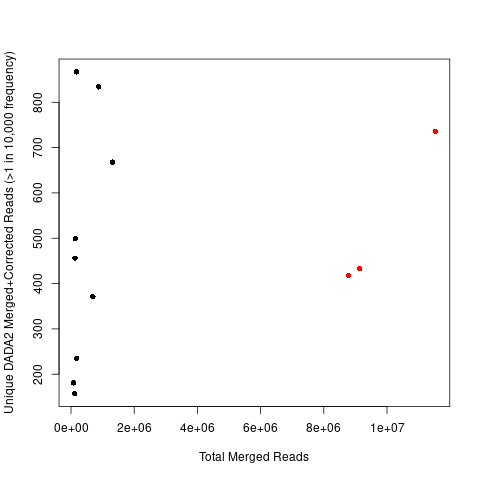 Unique DADA2 Merged+Corrected Reads (>1 in 10,000 frequency)
800
700
600
500
400
300
200
0e+00 2e+06 4e+06 6e+06 8e+06 1e+07
Total Merged Reads